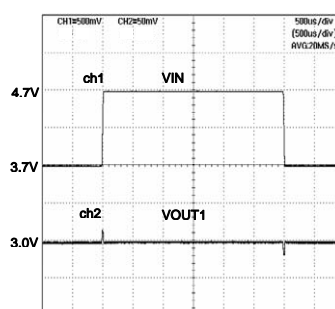 CH1=500mV CH2=50mV 500us/div
(500us/div)
AVG:20MS/s
ch1 VIN
4.7V
3.7V
ch2 VOUT1
3.0V